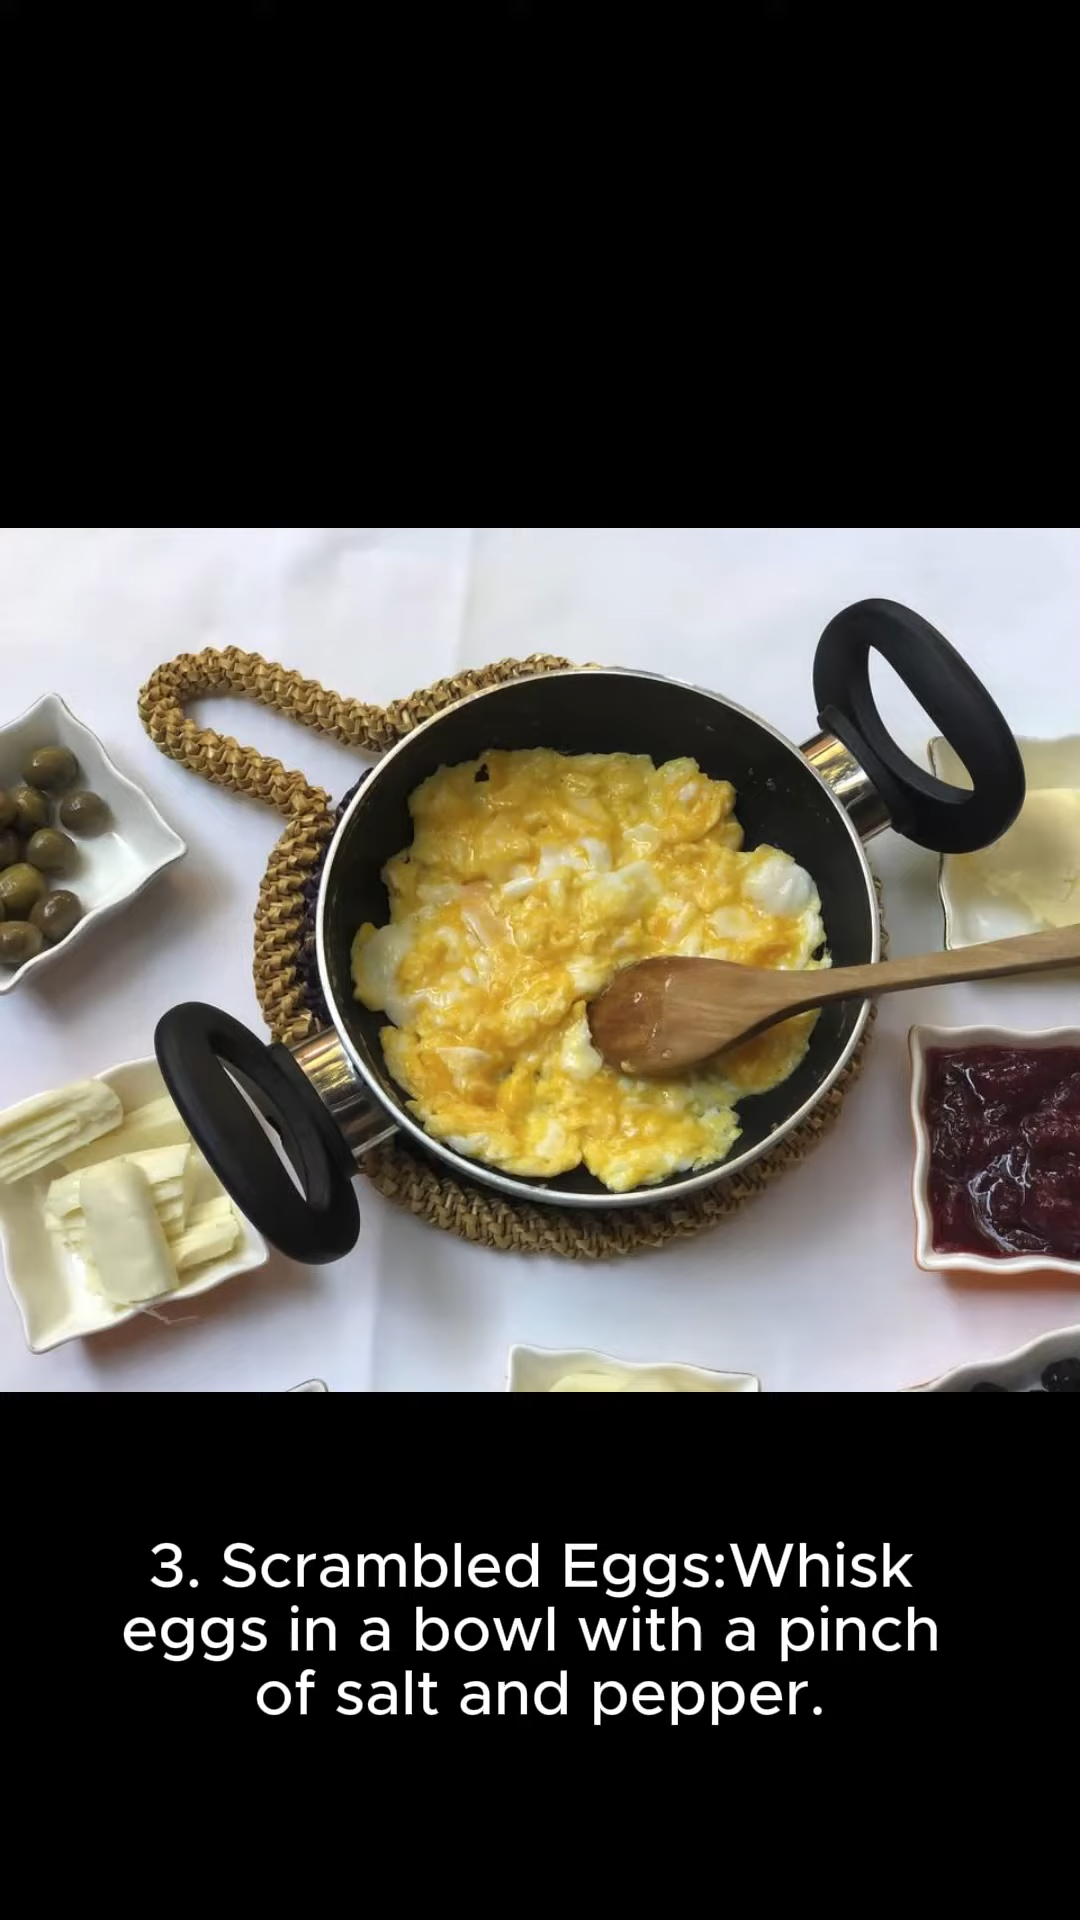 3. Scrambled Eggs:Whisk
eggs in a bowl with a pinch
of salt and pepper.